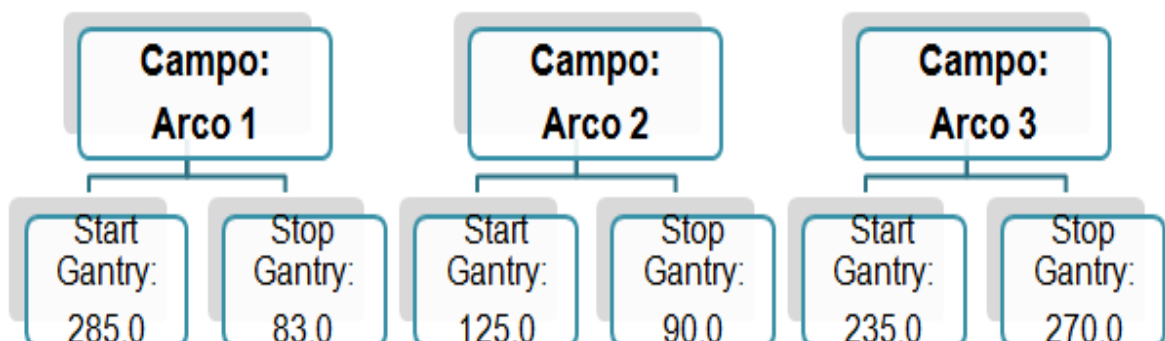 Campo:
Arco 1
Campo:
Arco 2
Campo:
Arco 3
Start
Gantry:
285.0
Stop
Gantry:
83.0
Start
Gantry:
125.0
Stop
Gantry:
90.0
Start
Gantry:
235.0
Stop
Gantry:
270.0